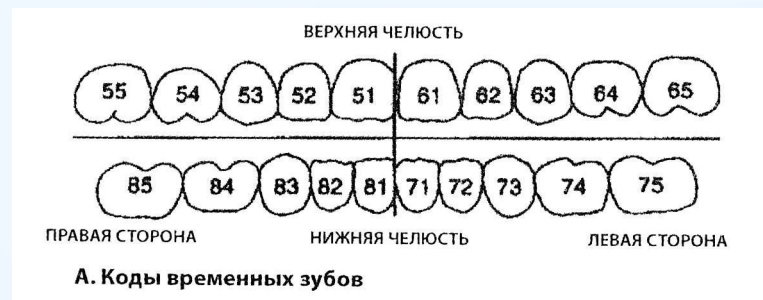 ВЕРХНЯЯ ЧЕЛЮСТЬ
55 54 53 52 51 61 62 63 64 65
85 84 83 82 81 71 72 73 74 75
ПРАВАЯ СТОРОНА НИЖНЯЯ ЧЕЛЮСТЬ ЛЕВАЯ СТОРОНА
А. Коды временных зубов